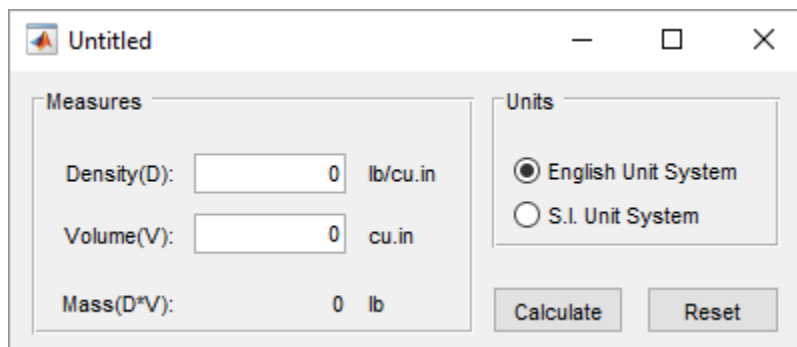 Untitled
Measures
Density(D): 0 lb/cu.in
Volume(V): 0 cu.in
Mass(D*V): 0 lb
Units
English Unit System
S.I. Unit System
Calculate Reset